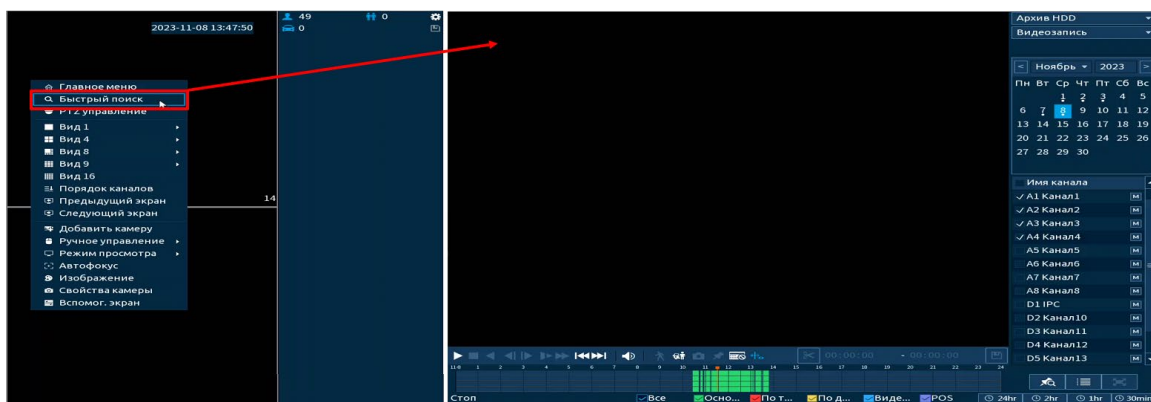 2023-11-08 13:47:50
49
0
0
Главное меню
Быстрый поиск
PTZ управление
Вид 1
Вид 4
Вид 8
Вид 9
Вид 16
Порядок каналов
Предыдущий экран
Следующий экран
Добавить камеру
Ручное управление
Режим просмотра
Автофокус
Изображение
Свойства камеры
Вспомог. экран
14
Архив HDD
Видеозапись
Ноябрь 2023
Пн Вт Ср Чт Пт Сб Вс
1 2 3 4 5
6 7 8 9 10 11 12
13 14 15 16 17 18 19
20 21 22 23 24 25 26
27 28 29 30
Имя канала
A1 Канал1 M
A2 Канал2 M
A3 Канал3 M
A4 Канал4 M
A5 Канал5 M
A6 Канал6 M
A7 Канал7 M
A8 Канал8 M
D1 IPC M
D2 Канал10 M
D3 Канал11 M
D4 Канал12 M
D5 Канал13 M
00:00:00 - 00:00:00
1 2 3 4 5 6 7 8 9 10 11 12 13 14 15 16 17 18 19 20 21 22 23 24
Стоп Все Осно... По т... По д... Виде... POS 24hr 2hr 1hr 30min